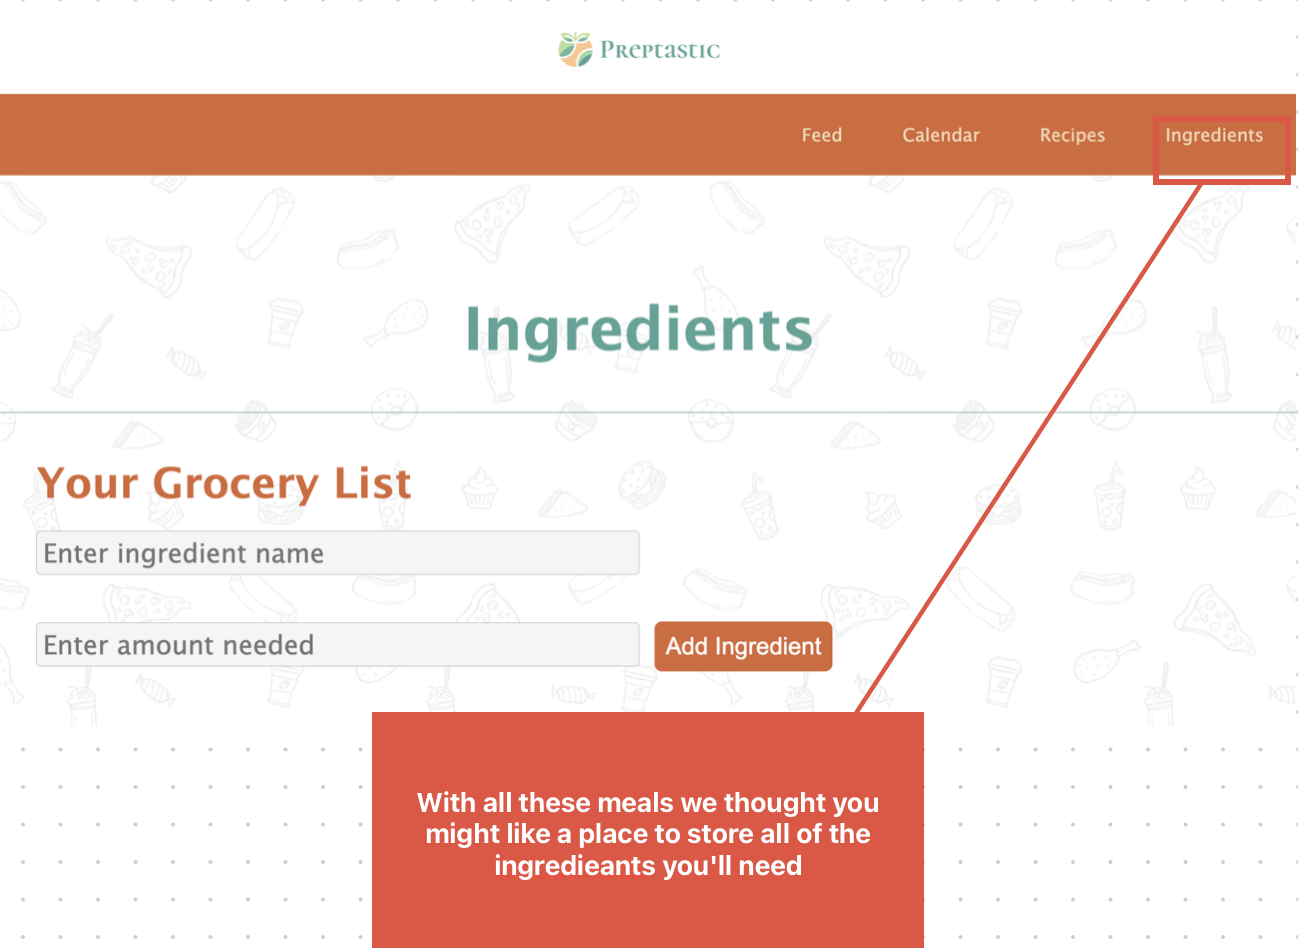 Preptastic
Feed Calendar Recipes Ingredients
Ingredients
Your Grocery List
Enter ingredient name
Enter amount needed Add Ingredient
With all these meals we thought you
might like a place to store all of the
ingredieants you'll need